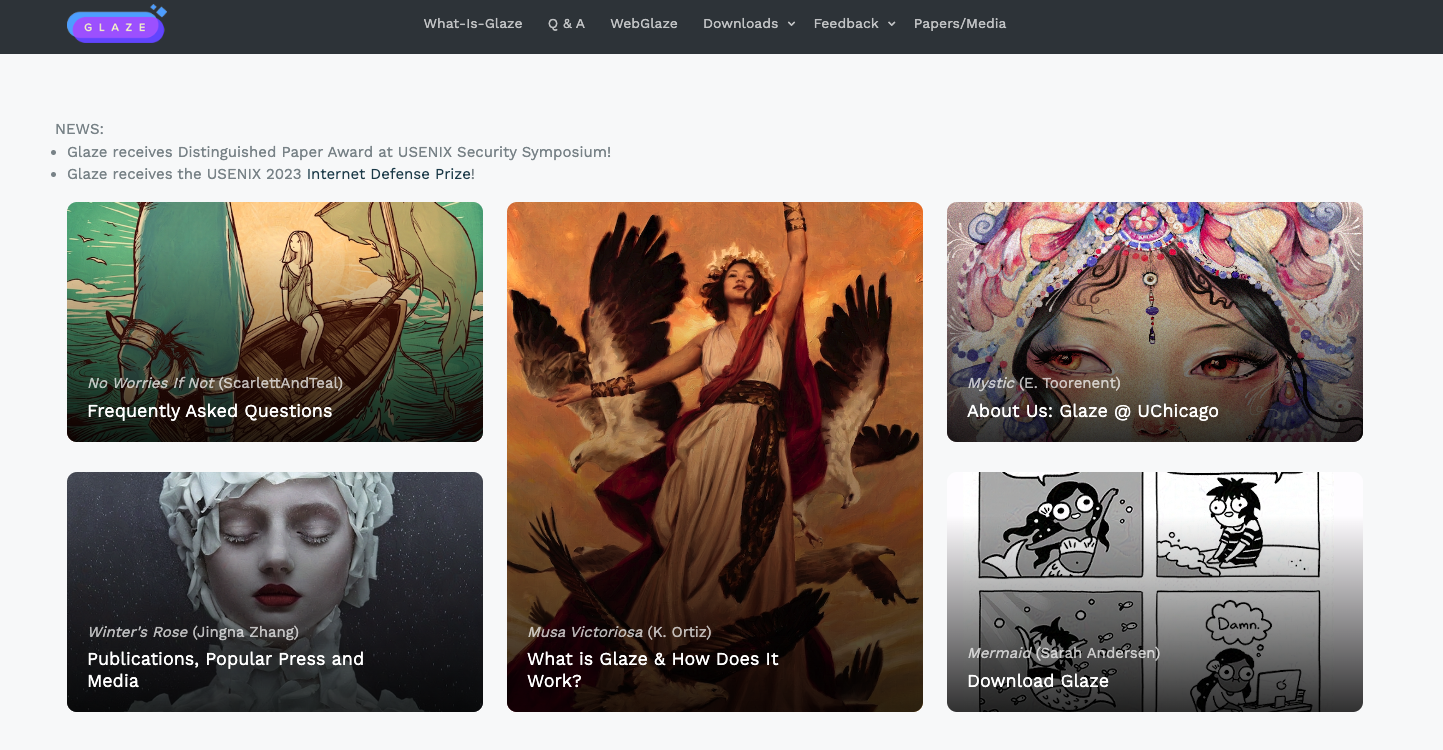 GLAZE
What-Is-Glaze
Q & A
WebGlaze
Downloads
Feedback
Papers/Media
NEWS:
Glaze receives Distinguished Paper Award at USENIX Security Symposium!
Glaze receives the USENIX 2023 Internet Defense Prize!
No Worries If Not (ScarlettAndTeal)
Frequently Asked Questions
Musa Victoriosa (K. Ortiz)
What is Glaze & How Does It
Work?
Mystic (E. Toorenent)
About Us: Glaze @ UChicago
Winter's Rose (Jingna Zhang)
Publications, Popular Press and
Media
Damn.
Mermaid (Sarah Andersen)
Download Glaze